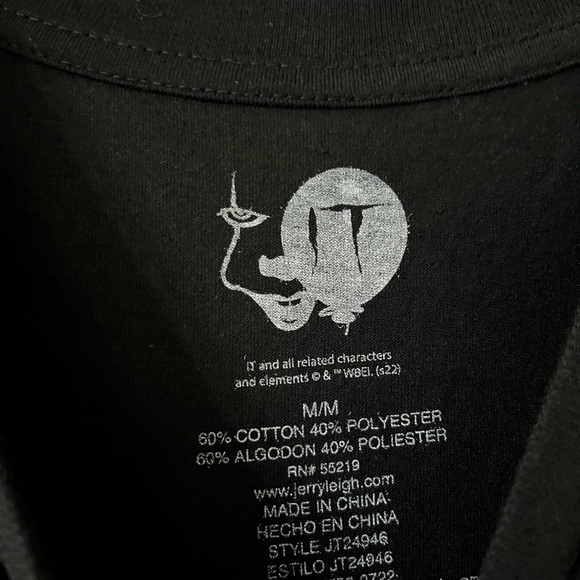 IT
IT and all related characters
and elements © & ™ WBEI. (s22)
M/M
60% COTTON 40% POLYESTER
60% ALGODON 40% POLIESTER
RN# 55219
www.jerryleigh.com
MADE IN CHINA
HECHO EN CHINA
STYLE JT24946
ESTILO JT24946